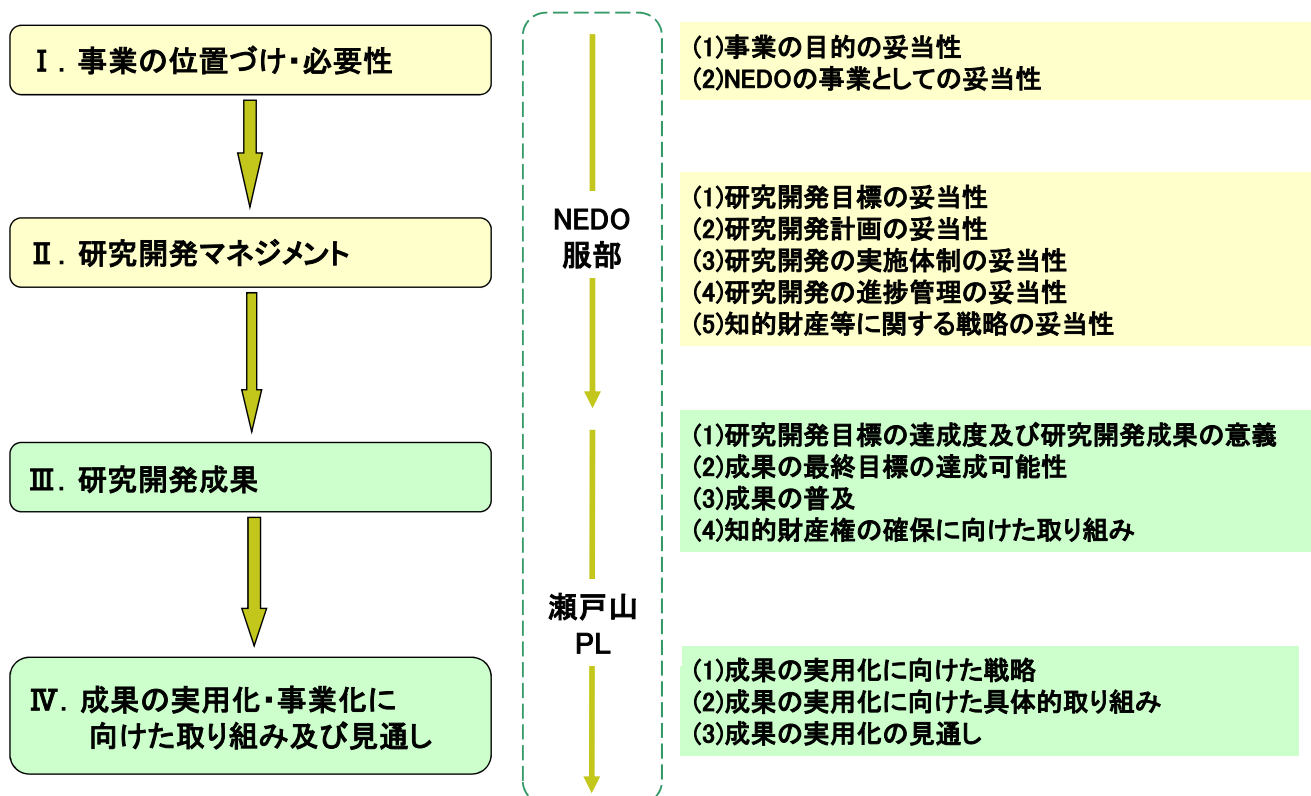 Ⅰ. 事業の位置づけ・必要性
(1)事業の目的の妥当性
(2)NEDOの事業としての妥当性
NEDO
服部
Ⅱ. 研究開発マネジメント
(1)研究開発目標の妥当性
(2)研究開発計画の妥当性
(3)研究開発の実施体制の妥当性
(4)研究開発の進捗管理の妥当性
(5)知的財産等に関する戦略の妥当性
Ⅲ. 研究開発成果
(1)研究開発目標の達成度及び研究開発成果の意義
(2)成果の最終目標の達成可能性
(3)成果の普及
(4)知的財産権の確保に向けた取り組み
瀬戸山
PL
Ⅳ. 成果の実用化・事業化に
向けた取り組み及び見通し
(1)成果の実用化に向けた戦略
(2)成果の実用化に向けた具体的取り組み
(3)成果の実用化の見通し